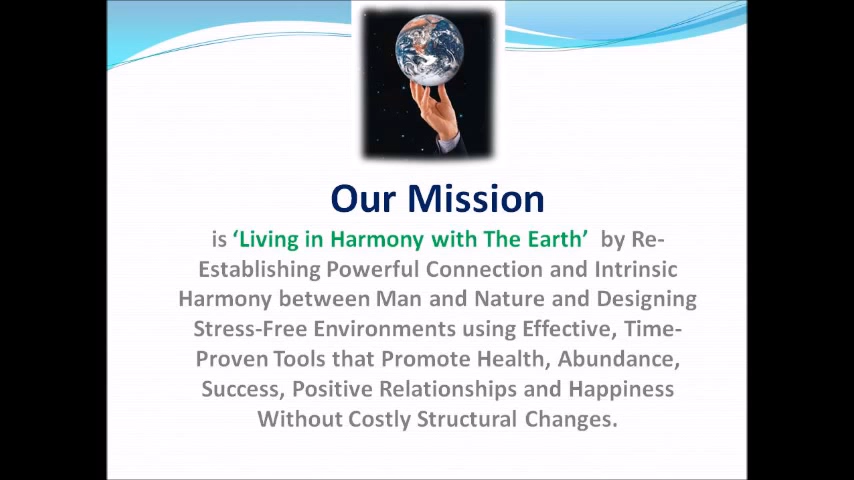 Our Mission
is ‘Living in Harmony with The Earth’ by Re-
Establishing Powerful Connection and Intrinsic
Harmony between Man and Nature and Designing
Stress-Free Environments using Effective, Time-
Proven Tools that Promote Health, Abundance,
Success, Positive Relationships and Happiness
Without Costly Structural Changes.